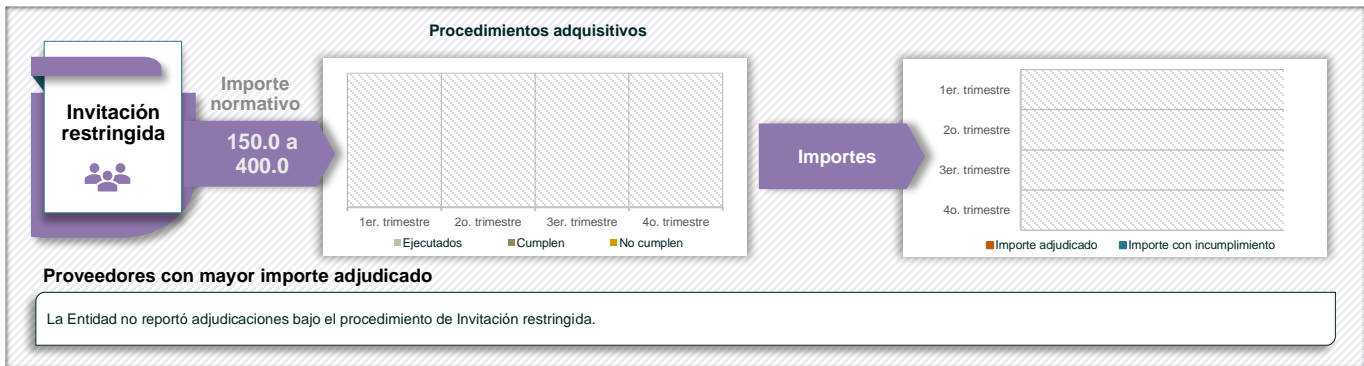 Procedimientos adquisitivos
Invitación
restringida
Importe
normativo
150.0 a
400.0
1er. trimestre 2o. trimestre 3er. trimestre 4o. trimestre
Ejecutados Cumplen No cumplen
Importes
1er. trimestre
2o. trimestre
3er. trimestre
4o. trimestre
Importe adjudicado Importe con incumplimiento
Proveedores con mayor importe adjudicado
La Entidad no reportó adjudicaciones bajo el procedimiento de Invitación restringida.